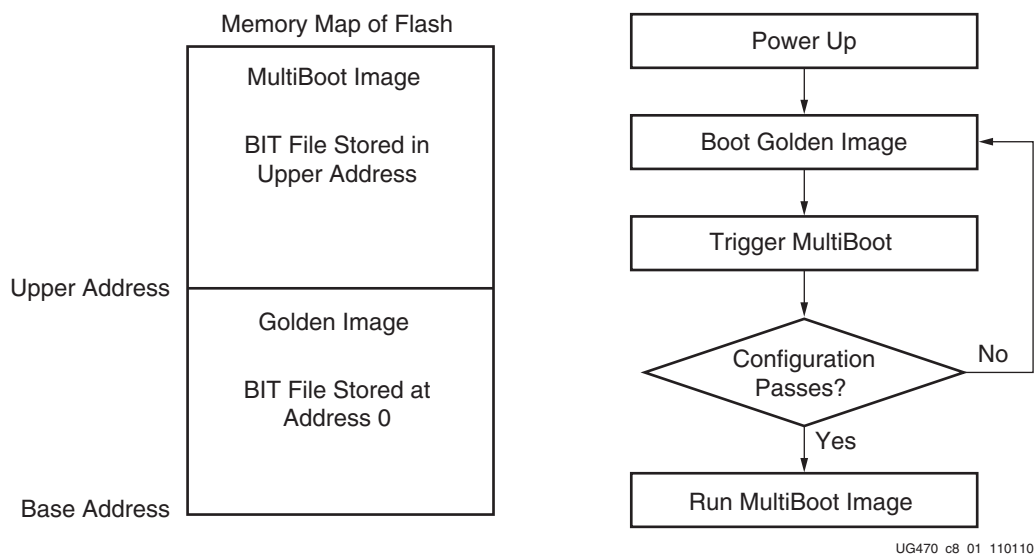 Memory Map of Flash
MultiBoot Image
BIT File Stored in
Upper Address
Upper Address
Golden Image
BIT File Stored at
Address 0
Base Address
Power Up
Boot Golden Image
Trigger MultiBoot
Configuration
Passes?
No
Yes
Run MultiBoot Image
UG470_c8_01_110110